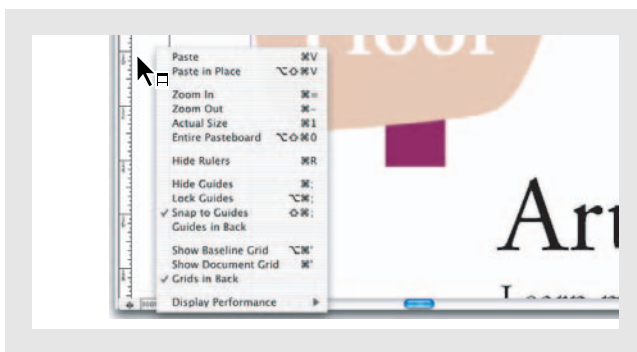 Floor
Paste ⌘V
Paste in Place ⌥⇧⌘V
Zoom In ⌘=
Zoom Out ⌘-
Actual Size ⌘1
Entire Pasteboard ⌥⇧⌘0
Hide Rulers ⌘R
Hide Guides ⌘;
Lock Guides ⌥⌘;
✓ Snap to Guides ⇧⌘;
Guides in Back
Show Baseline Grid ⌥⌘'
Show Document Grid ⌘'
✓ Grids in Back
Display Performance ▶
Art
Learn